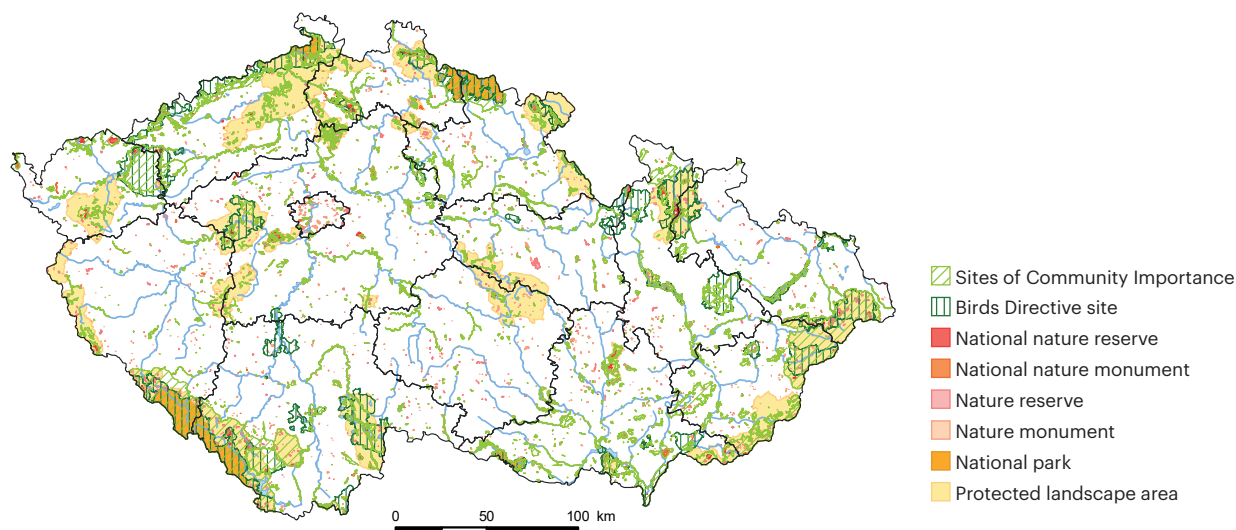 Sites of Community Importance
Birds Directive site
National nature reserve
National nature monument
Nature reserve
Nature monument
National park
Protected landscape area
0 50 100 km